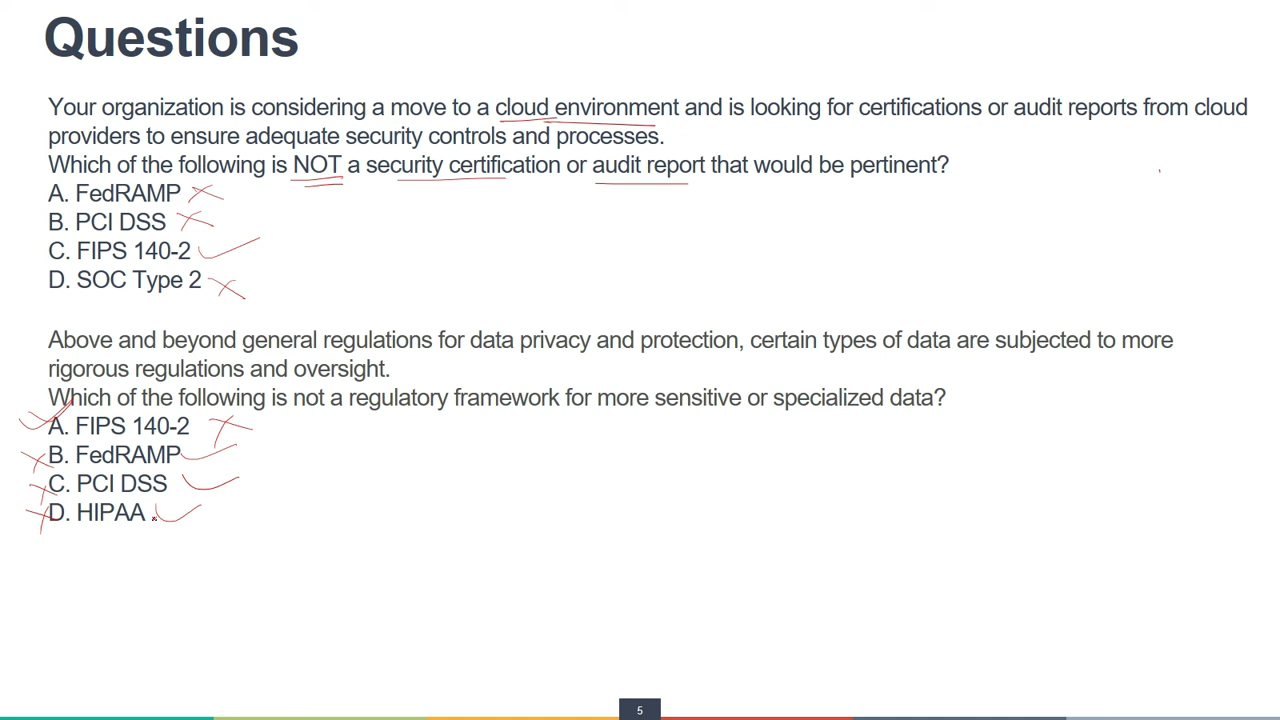 Questions
Your organization is considering a move to a cloud environment and is looking for certifications or audit reports from cloud
providers to ensure adequate security controls and processes.
Which of the following is NOT a security certification or audit report that would be pertinent?
A. FedRAMP
B. PCI DSS
C. FIPS 140-2
D. SOC Type 2
Above and beyond general regulations for data privacy and protection, certain types of data are subjected to more
rigorous regulations and oversight.
Which of the following is not a regulatory framework for more sensitive or specialized data?
A. FIPS 140-2
B. FedRAMP
C. PCI DSS
D. HIPAA
5